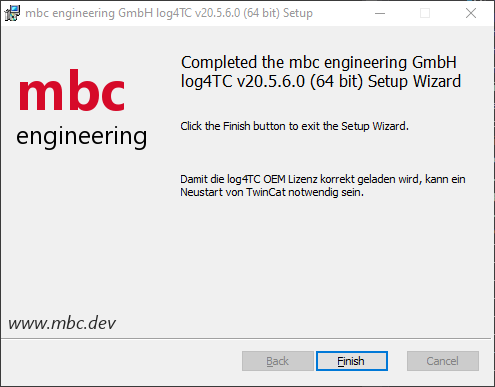 mbc engineering GmbH log4TC v20.5.6.0 (64 bit) Setup
Completed the mbc engineering GmbH
log4TC v20.5.6.0 (64 bit) Setup Wizard
mbc
engineering
Click the Finish button to exit the Setup Wizard.
Damit die log4TC OEM Lizenz korrekt geladen wird, kann ein
Neustart von TwinCat notwendig sein.
www.mbc.dev
Back Finish Cancel